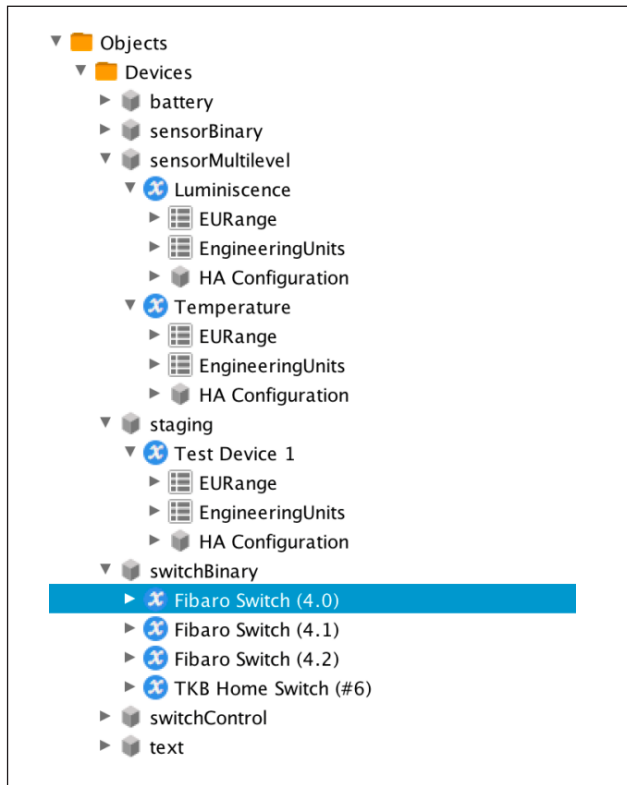 Objects
Devices
battery
sensorBinary
sensorMultilevel
Luminiscence
EURange
EngineeringUnits
HA Configuration
Temperature
EURange
EngineeringUnits
HA Configuration
staging
Test Device 1
EURange
EngineeringUnits
HA Configuration
switchBinary
Fibaro Switch (4.0)
Fibaro Switch (4.1)
Fibaro Switch (4.2)
TKB Home Switch (#6)
switchControl
text